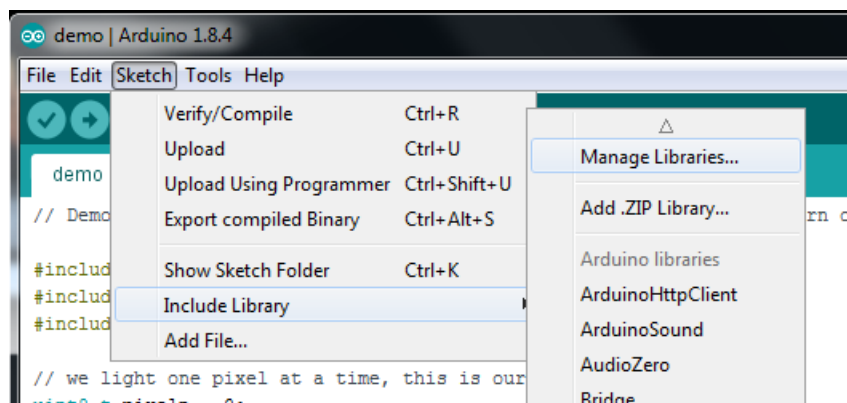 demo | Arduino 1.8.4
File Edit Sketch Tools Help
Verify/Compile Ctrl+R
Upload Ctrl+U
Upload Using Programmer Ctrl+Shift+U
Export compiled Binary Ctrl+Alt+S
Show Sketch Folder Ctrl+K
Include Library
Add File...
Manage Libraries...
Add .ZIP Library...
Arduino libraries
ArduinoHttpClient
ArduinoSound
AudioZero
Bridge
demo
// Demo
#includ
#includ
#includ
// we light one pixel at a time, this is our